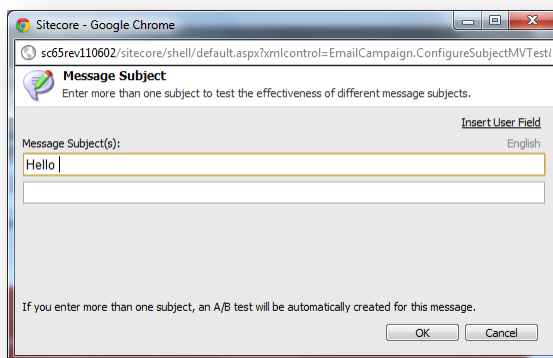 Sitecore - Google Chrome
sc65rev110602/sitecore/shell/default.aspx?xmlcontrol=EmailCampaign.ConfigureSubjectMVTest&
Message Subject
Enter more than one subject to test the effectiveness of different message subjects.
Insert User Field
Message Subject(s): English
Hello
If you enter more than one subject, an A/B test will be automatically created for this message.
OK Cancel